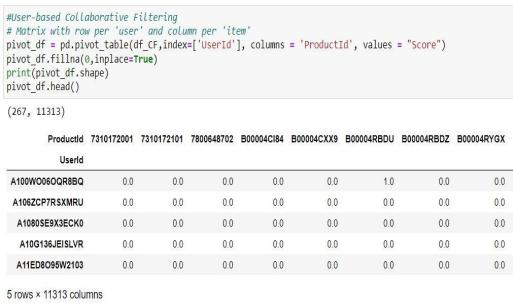 #User-based Collaborative Filtering
# Matrix with row per 'user' and column per 'item'
pivot_df = pd.pivot_table(df_CF,index=['UserId'], columns = 'ProductId', values = "Score")
pivot_df.fillna(0,inplace=True)
print(pivot_df.shape)
pivot_df.head()
(267, 11313)
ProductId 7310172001 7310172101 7800648702 B00004CI84 B00004CXX9 B00004RBDU B00004RBDZ B00004RYGX
UserId
A100WO06OQR8BQ 0.0 0.0 0.0 0.0 0.0 1.0 0.0 0.0
A106ZCP7RSXMRU 0.0 0.0 0.0 0.0 0.0 0.0 0.0 0.0
A1080SE9X3ECK0 0.0 0.0 0.0 0.0 0.0 0.0 0.0 0.0
A10G136JEISLVR 0.0 0.0 0.0 0.0 0.0 0.0 0.0 0.0
A11ED8O95W2103 0.0 0.0 0.0 0.0 0.0 0.0 0.0 0.0
5 rows × 11313 columns